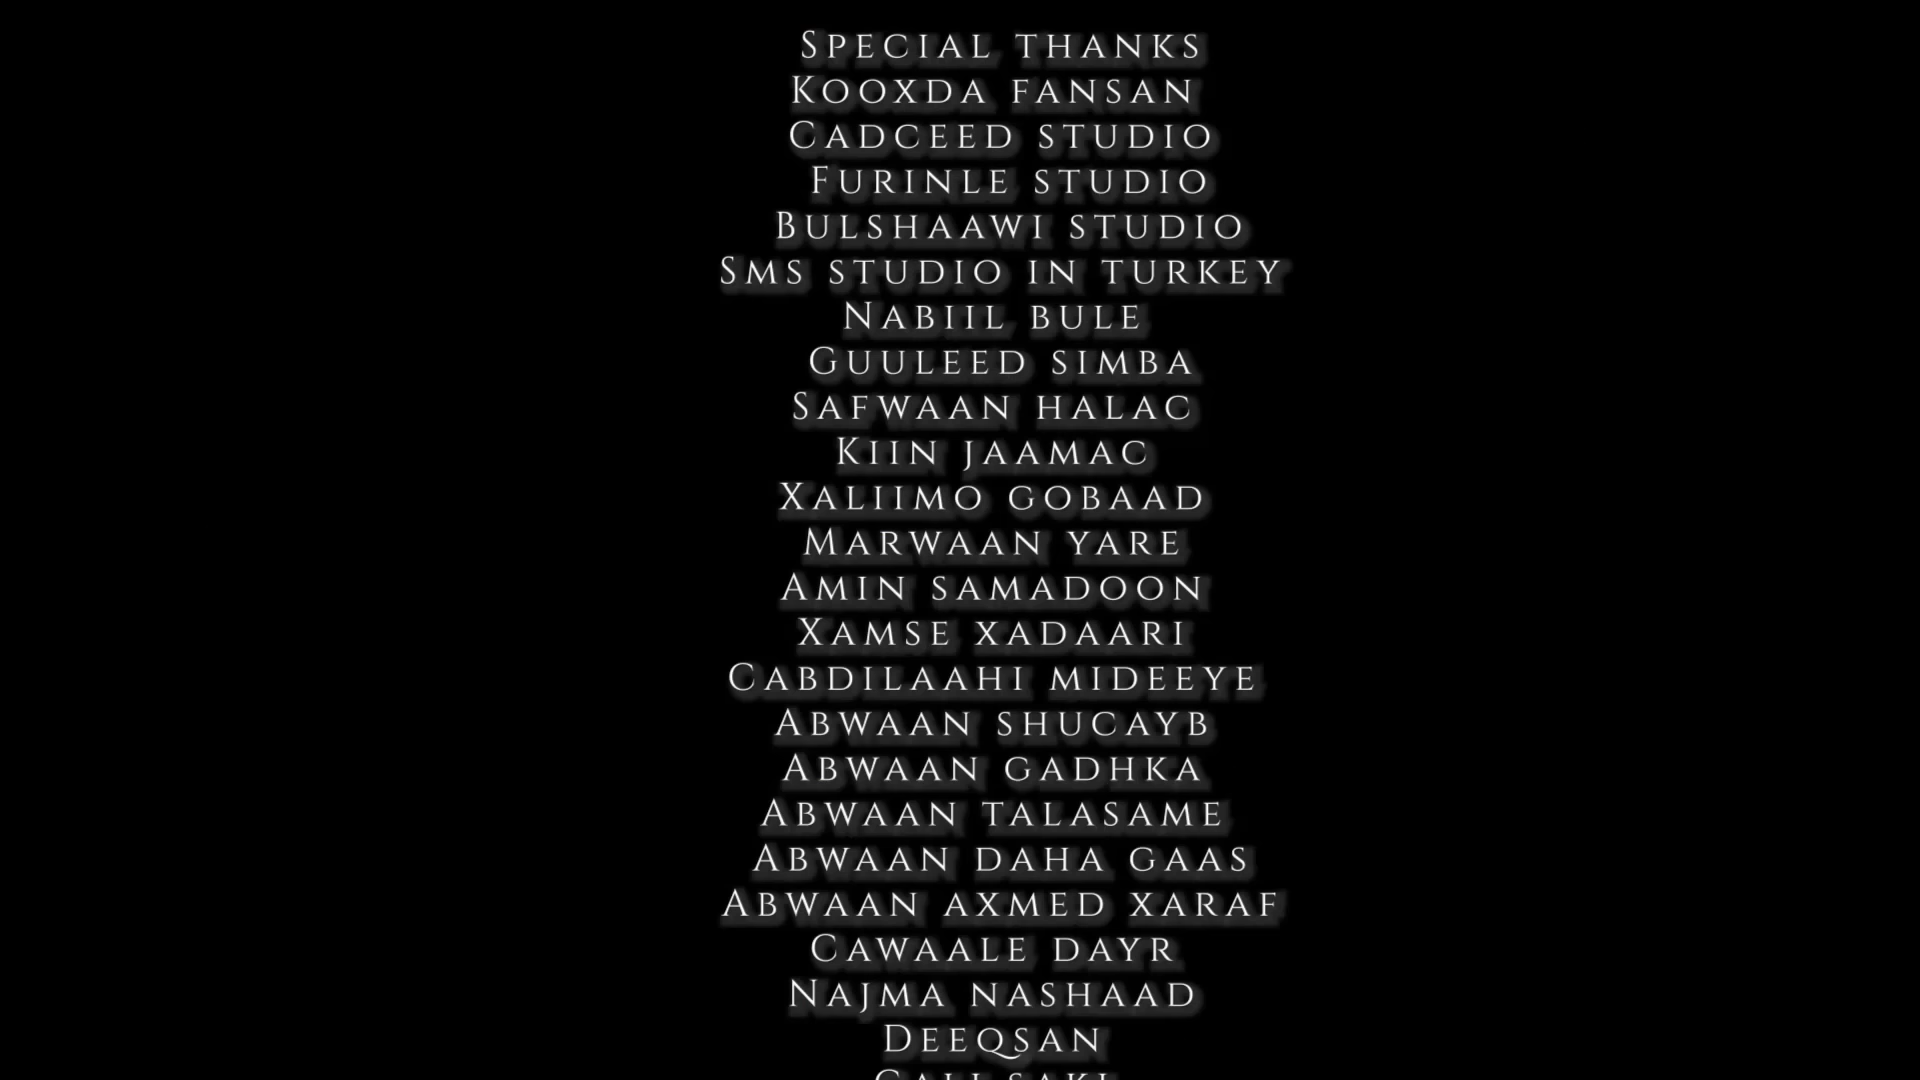 Special thanks
Kooxda fansan
Cadceed studio
Furinle studio
Bulshaawi studio
Sms studio in turkey
Nabiil bule
Guuleed simba
Safwaan halac
Kiin jaamac
Xaliimo gobaad
Marwaan yare
Amin samadoon
Xamse xadaari
Cabdilaahi mideeye
Abwaan shucayb
Abwaan gadhka
Abwaan talasame
Abwaan daha gaas
Abwaan axmed xaraf
Cawaale dayr
Najma nashaad
Deeqsan